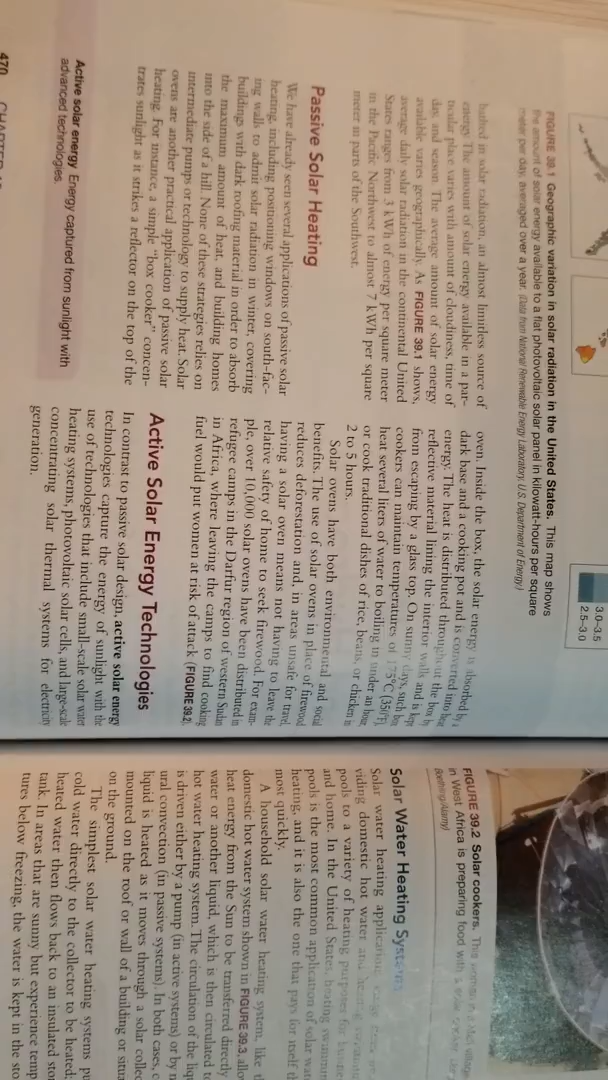 3.0–3.5
2.5–3.0
FIGURE 39.1 Geographic variation in solar radiation in the United States. This map shows
the amount of solar energy available to a flat photovoltaic solar panel in kilowatt-hours per square
meter per day, averaged over a year. (Data from National Renewable Energy Laboratory, U.S. Department of Energy)
bathed in solar radiation, an almost limitless source of
energy. The amount of solar energy available in a par-
ticular place varies with amount of cloudiness, time of
day, and season. The average amount of solar energy
available varies geographically. As FIGURE 39.1 shows,
average daily solar radiation in the continental United
States ranges from 3 kWh of energy per square meter
in the Pacific Northwest to almost 7 kWh per square
meter in parts of the Southwest.
Passive Solar Heating
We have already seen several applications of passive solar
heating, including positioning windows on south-fac-
ing walls to admit solar radiation in winter, covering
buildings with dark roofing material in order to absorb
the maximum amount of heat, and building homes
into the side of a hill. None of these strategies relies on
intermediate pumps or technology to supply heat. Solar
ovens are another practical application of passive solar
heating. For instance, a simple "box cooker" concen-
trates sunlight as it strikes a reflector on the top of the
Active solar energy Energy captured from sunlight with
advanced technologies.
470
oven. Inside the box, the solar energy is absorbed by a
dark base and a cooking pot and is converted into heat
energy. The heat is distributed throughout the box by
reflective material lining the interior walls and is kept
from escaping by a glass top. On sunny days, such box
cookers can maintain temperatures of 175°C (350°F),
heat several liters of water to boiling in under an hour,
or cook traditional dishes of rice, beans, or chicken in
2 to 5 hours.
Solar ovens have both environmental and social
benefits. The use of solar ovens in place of firewood
reduces deforestation and, in areas unsafe for travel,
having a solar oven means not having to leave the
relative safety of home to seek firewood. For exam-
ple, over 10,000 solar ovens have been distributed in
refugee camps in the Darfur region of western Sudan
in Africa, where leaving the camps to find cooking
fuel would put women at risk of attack (FIGURE 39.2).
Active Solar Energy Technologies
In contrast to passive solar design, active solar energy
technologies capture the energy of sunlight with the
use of technologies that include small-scale solar water
heating systems, photovoltaic solar cells, and large-scale
concentrating solar thermal systems for electricity
generation.
FIGURE 39.2 Solar cookers. This
in West Africa is preparing food with a
Solar Water Heating Systems
Solar water heating application
viding domestic hot water and
pools to a variety of heating purposes for
and home. In the United States, heating
pools is the most common application of solar
heating, and it is also the one that pays for itself
most quickly.
A household solar water heating system, like
domestic hot water system shown in FIGURE 39.3,
heat energy from the Sun to be transferred directly
water or another liquid, which is then circulated
hot water heating system. The circulation of the
is driven either by a pump (in active systems) or by
ural convection (in passive systems). In both cases,
liquid is heated as it moves through a solar
mounted on the roof or wall of a building or
on the ground.
The simplest solar water heating systems
cold water directly to the collector to be heated;
heated water then flows back to an insulated
tank. In areas that are sunny but experience
tures below freezing, the water is kept in the